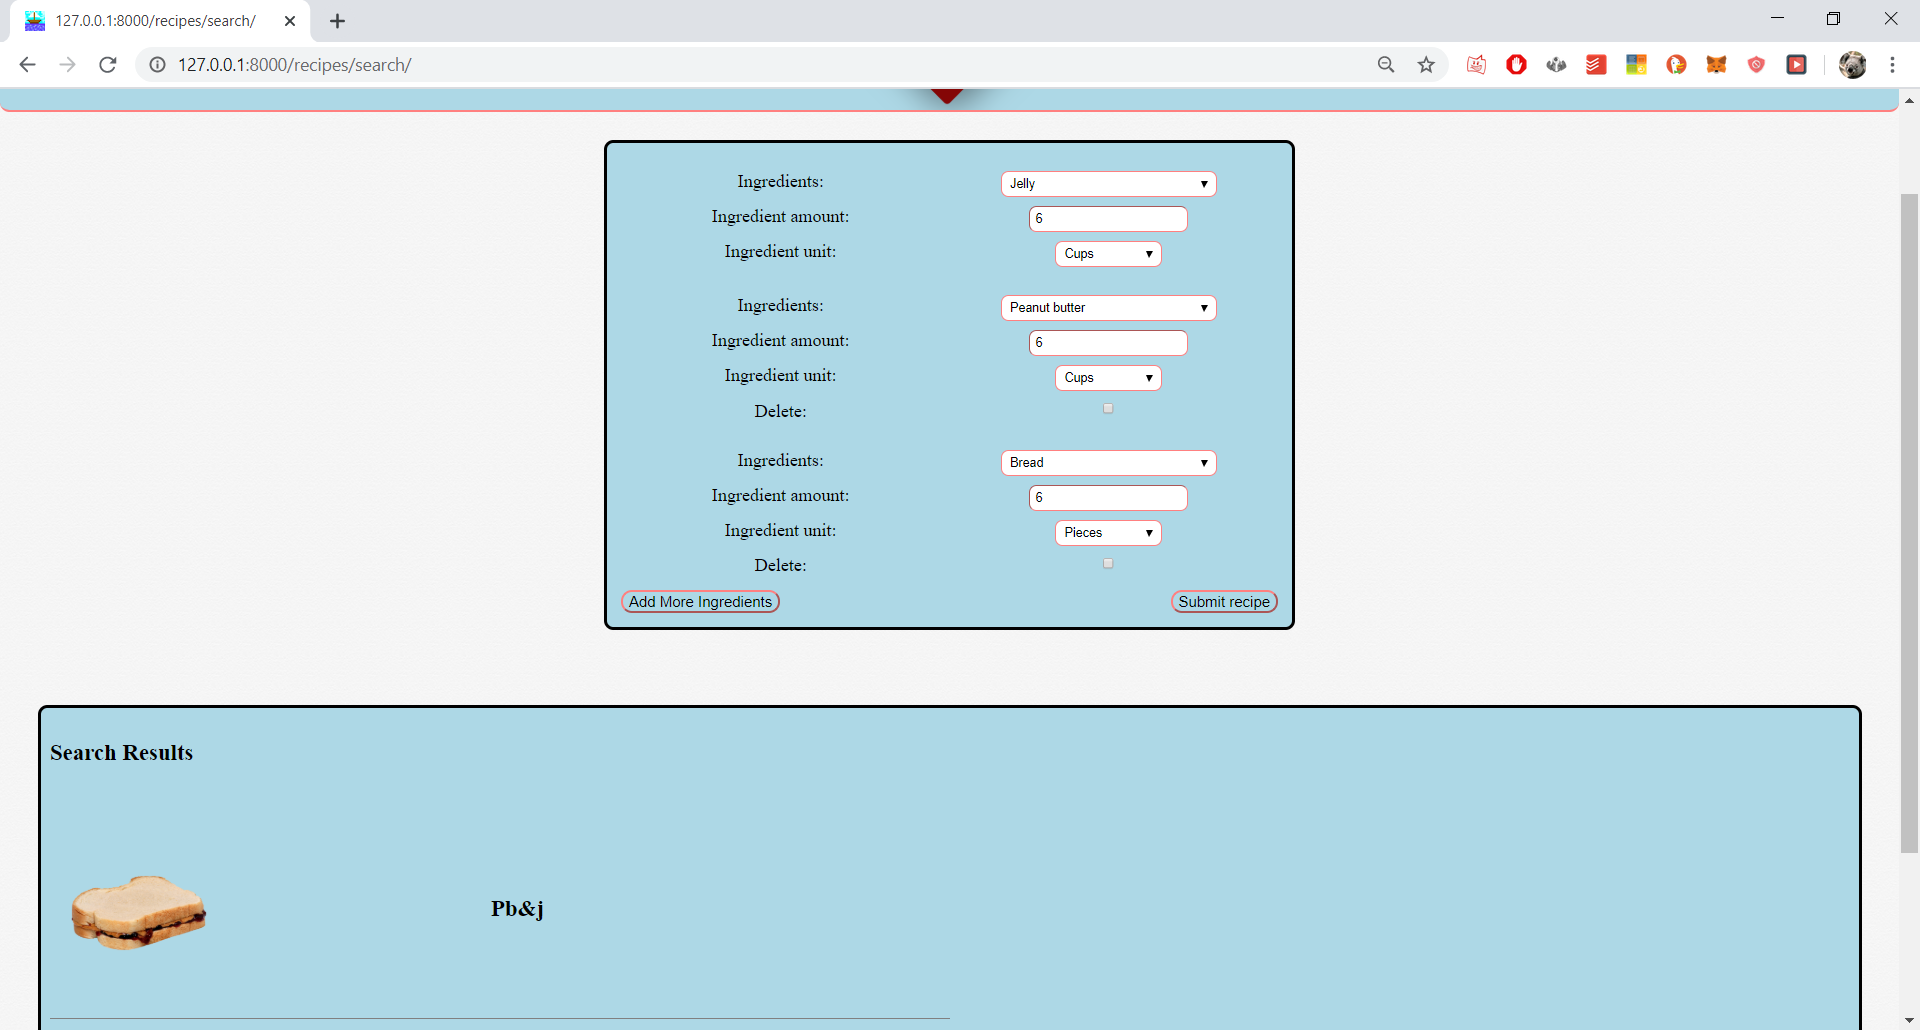 127.0.0.1:8000/recipes/search/
127.0.0.1:8000/recipes/search/
Ingredients: Jelly
Ingredient amount: 6
Ingredient unit: Cups
Ingredients: Peanut butter
Ingredient amount: 6
Ingredient unit: Cups
Delete:
Ingredients: Bread
Ingredient amount: 6
Ingredient unit: Pieces
Delete:
Add More Ingredients Submit recipe
Search Results
Pb&j